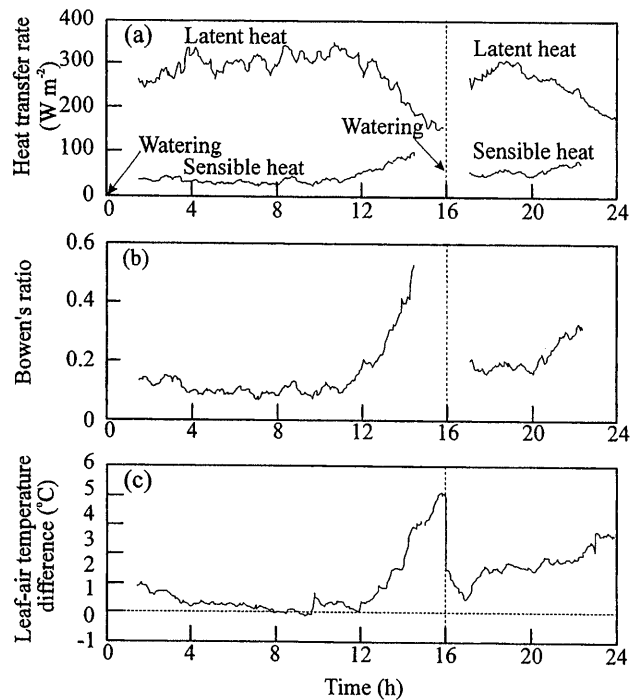 Heat transfer rate
(W m-2)
400
300
200
100
0
(a)
Latent heat
Latent heat
Watering
Watering
Sensible heat
Sensible heat
0 4 8 12 16 20 24
Bowen's ratio
0.6
0.4
0.2
0
(b)
0 4 8 12 16 20 24
Leaf-air temperature
difference (°C)
6
5
4
3
2
1
0
-1
(c)
0 4 8 12 16 20 24
Time (h)